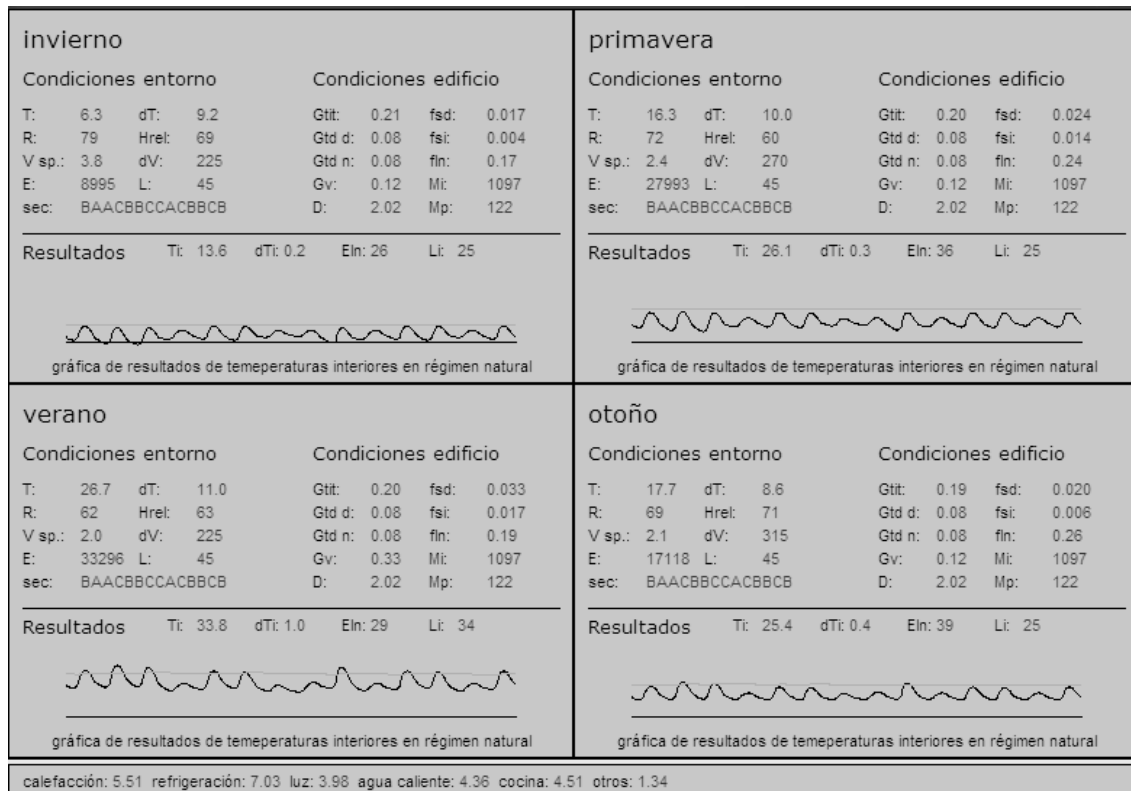 invierno
Condiciones entorno Condiciones edificio
T: 6.3 dT: 9.2 Gtit: 0.21 fsd: 0.017
R: 79 Hrel: 69 Gtd d: 0.08 fsi: 0.004
V sp.: 3.8 dV: 225 Gtd n: 0.08 fln: 0.17
E: 8995 L: 45 Gv: 0.12 Mi: 1097
sec: BAACBBCCACBBCB D: 2.02 Mp: 122
Resultados Ti: 13.6 dTi: 0.2 Eln: 26 Li: 25
gráfica de resultados de temeperaturas interiores en régimen natural
primavera
Condiciones entorno Condiciones edificio
T: 16.3 dT: 10.0 Gtit: 0.20 fsd: 0.024
R: 72 Hrel: 60 Gtd d: 0.08 fsi: 0.014
V sp.: 2.4 dV: 270 Gtd n: 0.08 fln: 0.24
E: 27993 L: 45 Gv: 0.12 Mi: 1097
sec: BAACBBCCACBBCB D: 2.02 Mp: 122
Resultados Ti: 26.1 dTi: 0.3 Eln: 36 Li: 25
gráfica de resultados de temeperaturas interiores en régimen natural
verano
Condiciones entorno Condiciones edificio
T: 26.7 dT: 11.0 Gtit: 0.20 fsd: 0.033
R: 62 Hrel: 63 Gtd d: 0.08 fsi: 0.017
V sp.: 2.0 dV: 225 Gtd n: 0.08 fln: 0.19
E: 33296 L: 45 Gv: 0.33 Mi: 1097
sec: BAACBBCCACBBCB D: 2.02 Mp: 122
Resultados Ti: 33.8 dTi: 1.0 Eln: 29 Li: 34
gráfica de resultados de temeperaturas interiores en régimen natural
otoño
Condiciones entorno Condiciones edificio
T: 17.7 dT: 8.6 Gtit: 0.19 fsd: 0.020
R: 69 Hrel: 71 Gtd d: 0.08 fsi: 0.006
V sp.: 2.1 dV: 315 Gtd n: 0.08 fln: 0.26
E: 17118 L: 45 Gv: 0.12 Mi: 1097
sec: BAACBBCCACBBCB D: 2.02 Mp: 122
Resultados Ti: 25.4 dTi: 0.4 Eln: 39 Li: 25
gráfica de resultados de temeperaturas interiores en régimen natural
calefacción: 5.51 refrigeración: 7.03 luz: 3.98 agua caliente: 4.36 cocina: 4.51 otros: 1.34